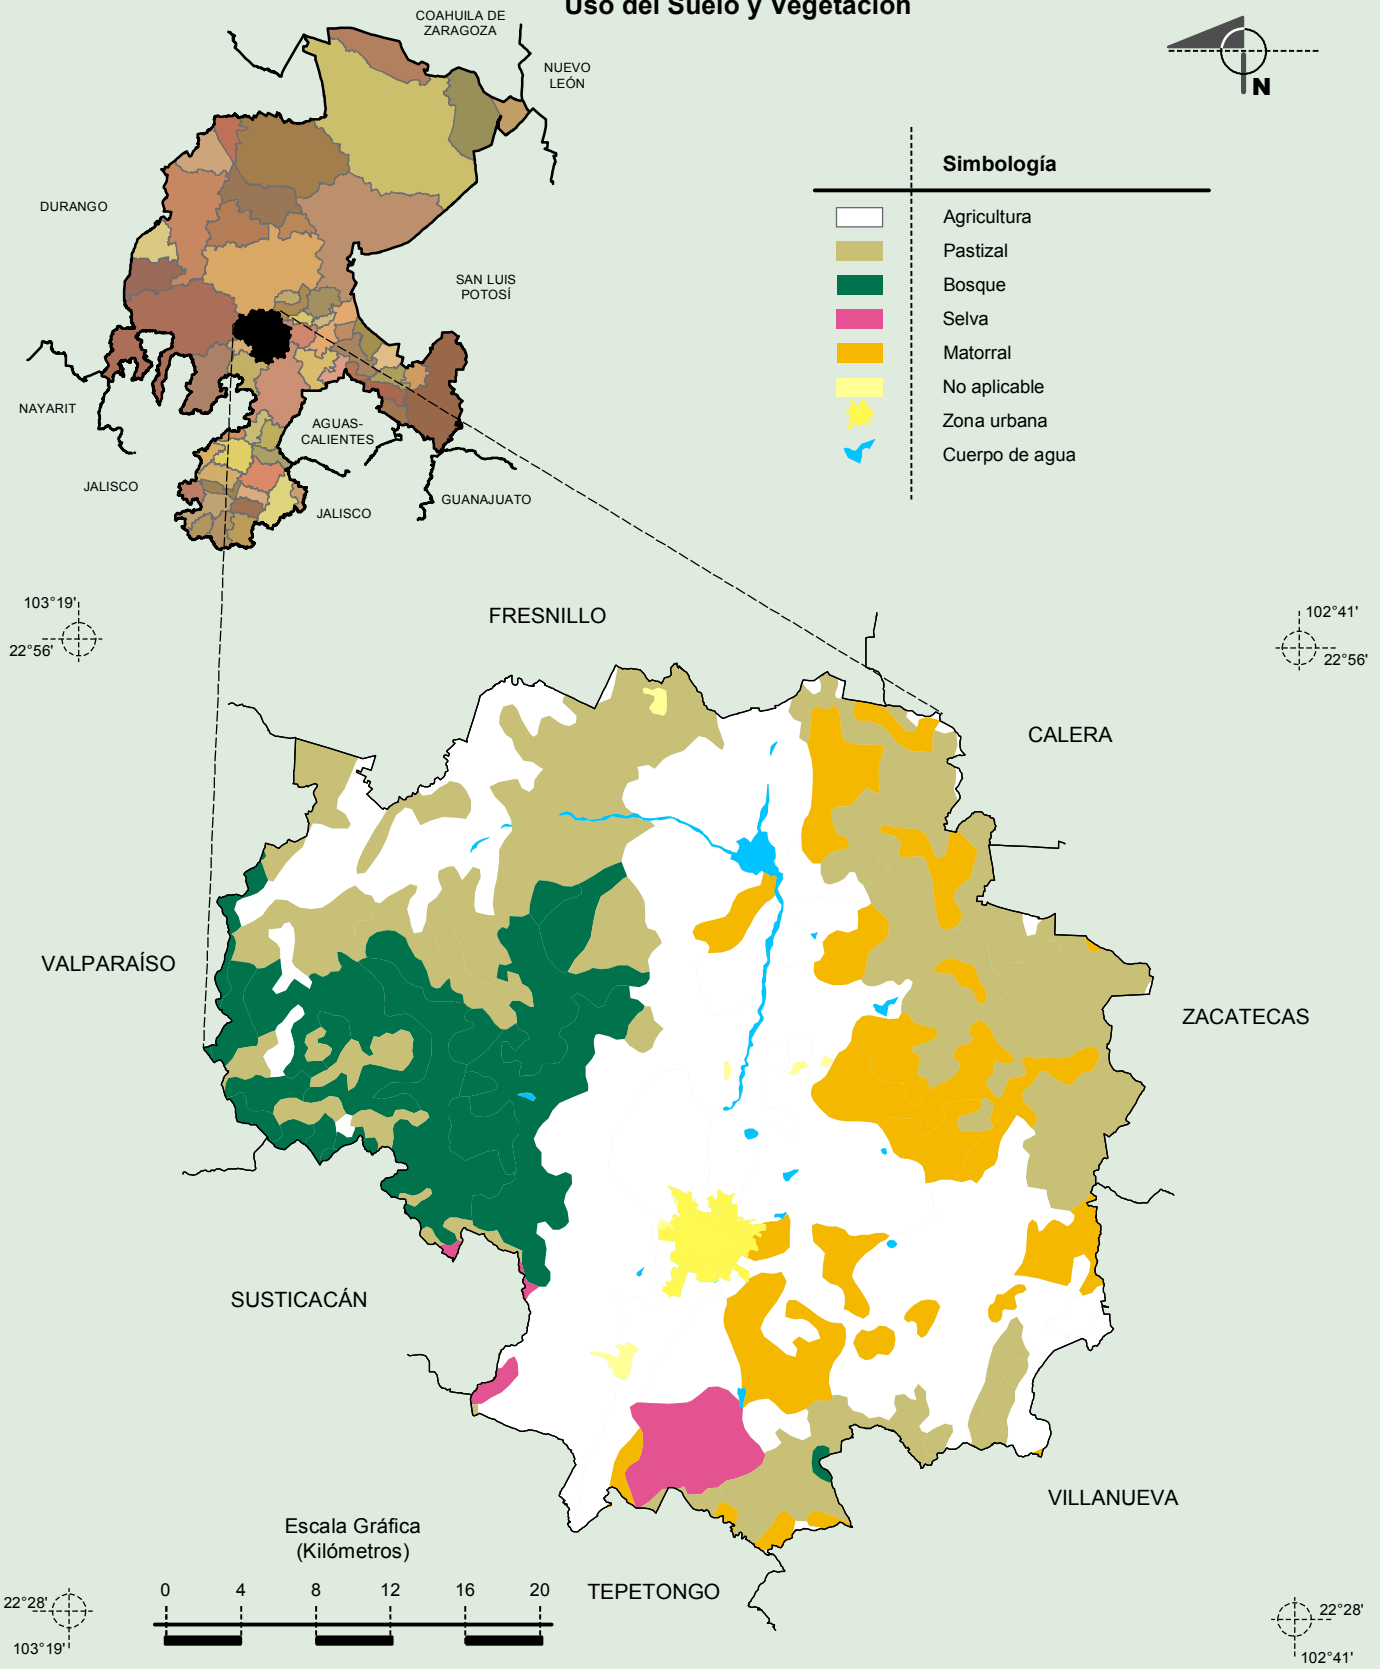 Uso del Suelo y Vegetación
COAHUILA DE
ZARAGOZA
NUEVO
LEÓN
N
Simbología
DURANGO
Agricultura
Pastizal
Bosque
SAN LUIS
POTOSÍ
Selva
Matorral
No aplicable
NAYARIT
AGUAS-
CALIENTES
Zona urbana
Cuerpo de agua
JALISCO
GUANAJUATO
JALISCO
103°19'
22°56'
FRESNILLO
102°41'
22°56'
CALERA
VALPARAÍSO
ZACATECAS
SUSTICACÁN
VILLANUEVA
Escala Gráfica
(Kilómetros)
0 4 8 12 16 20
TEPETONGO
22°28'
103°19'
22°28'
102°41'